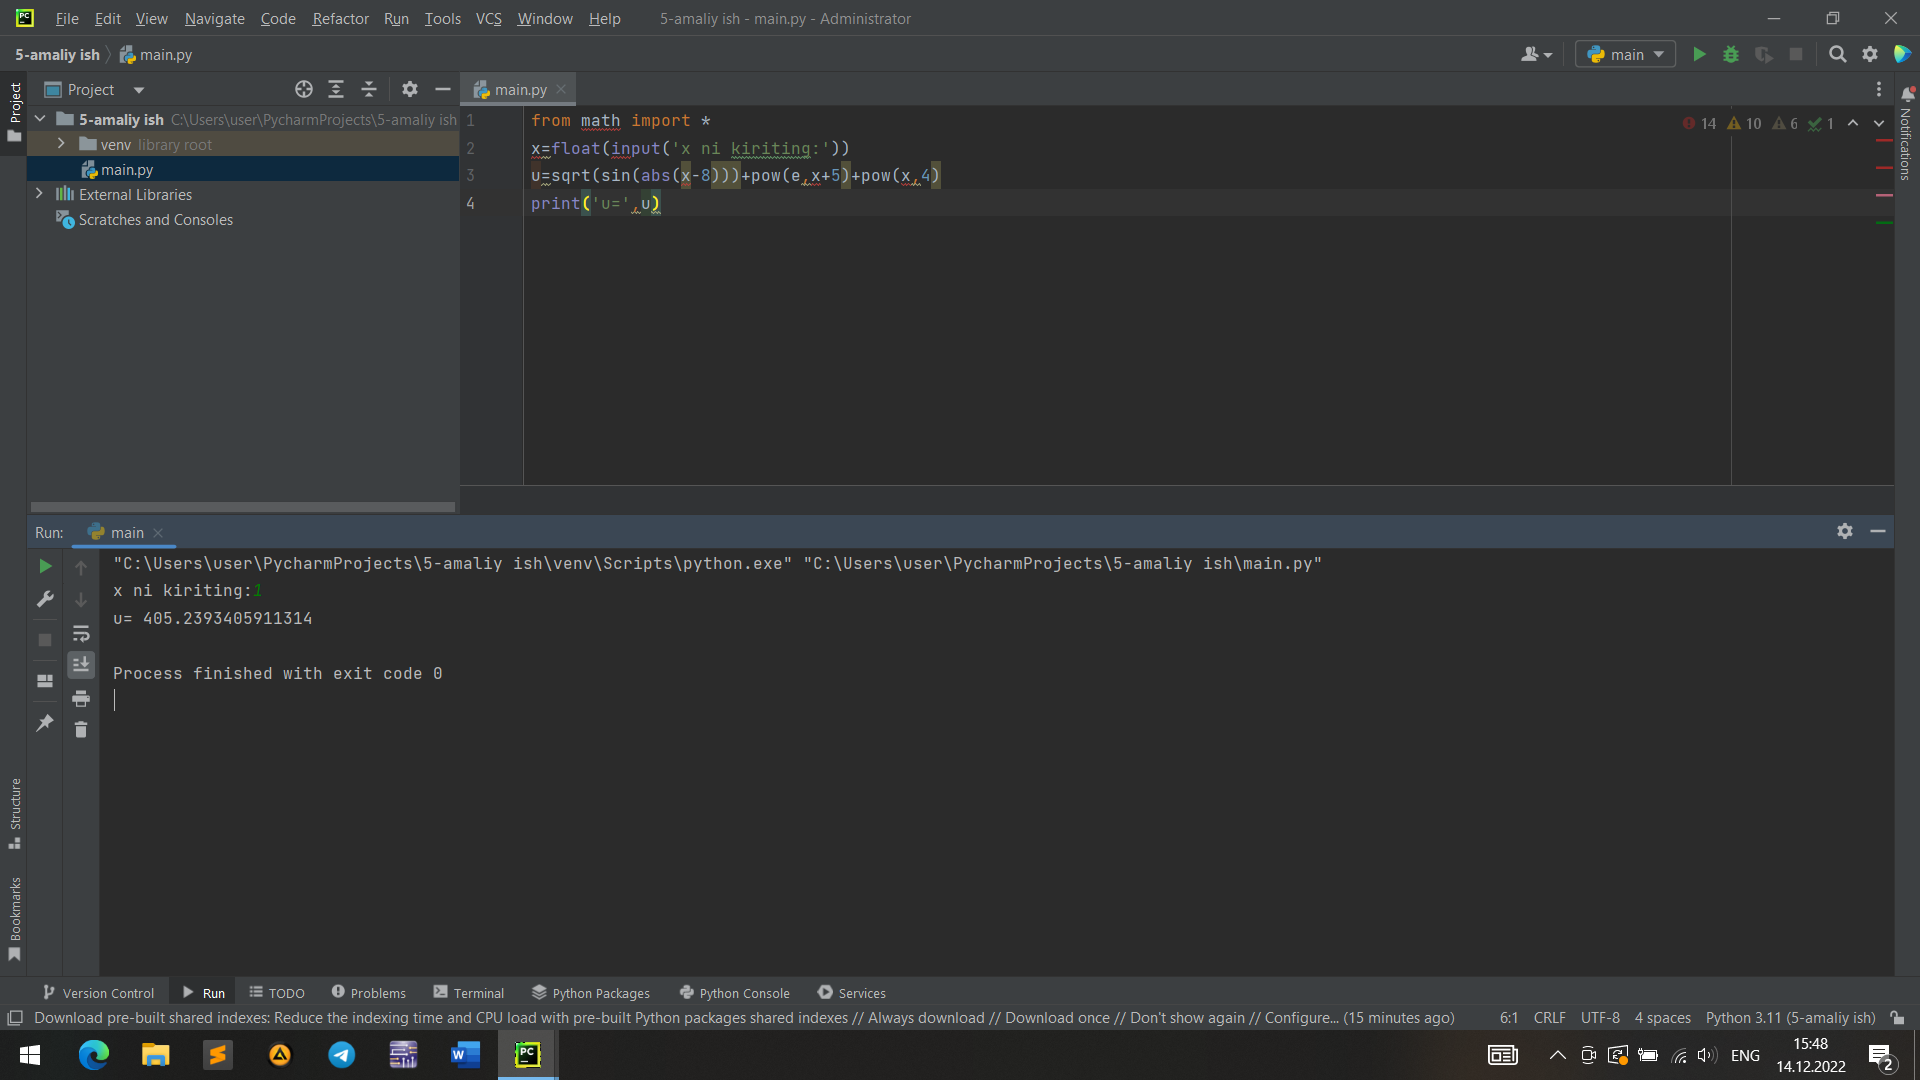 File Edit View Navigate Code Refactor Run Tools VCS Window Help 5-amaliy ish - main.py - Administrator
5-amaliy ish main.py main
Project main.py
5-amaliy ish C:\Users\user\PycharmProjects\5-amaliy ish
venv library root
main.py
External Libraries
Scratches and Consoles
1 from math import *
2 x=float(input('x ni kiriting:'))
3 u=sqrt(sin(abs(x-8)))+pow(e,x+5)+pow(x,4)
4 print('u=',u)
14 10 6 1
Project
Notifications
Structure
Bookmarks
Run: main
"C:\Users\user\PycharmProjects\5-amaliy ish\venv\Scripts\python.exe" "C:\Users\user\PycharmProjects\5-amaliy ish\main.py"
x ni kiriting:1
u= 405.2393405911314
Process finished with exit code 0
Version Control Run TODO Problems Terminal Python Packages Python Console Services
Download pre-built shared indexes: Reduce the indexing time and CPU load with pre-built Python packages shared indexes // Always download // Download once // Don't show again // Configure... (15 minutes ago) 6:1 CRLF UTF-8 4 spaces Python 3.11 (5-amaliy ish)
ENG
15:48
14.12.2022
2